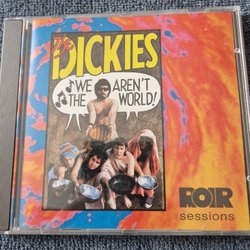 THE
DICKIES
WE AREN'T
THE WORLD!
ROIR
sessions